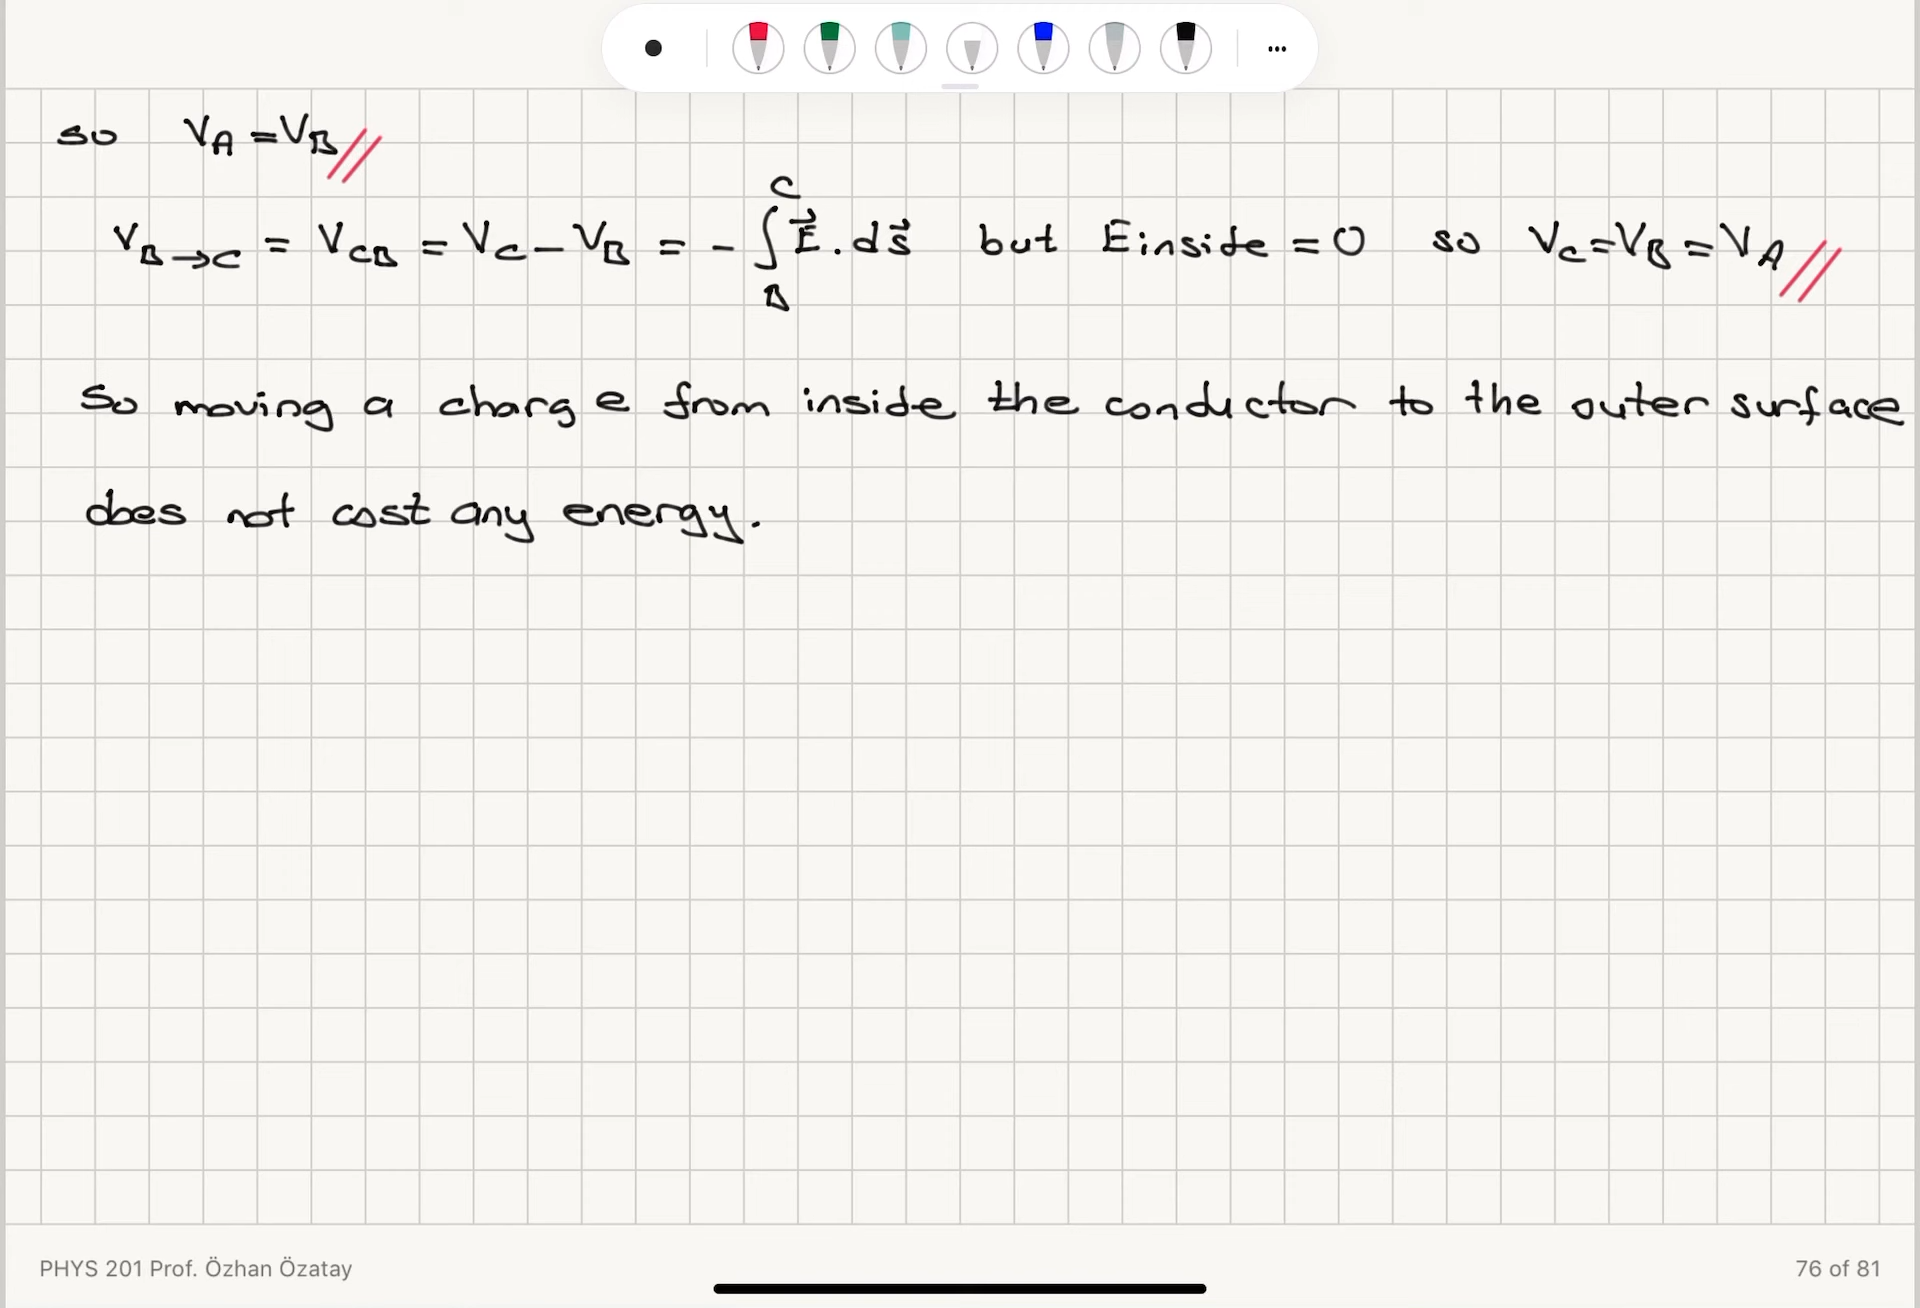 so V_A = V_B //
V_B→C = V_CB = V_C – V_B = - ∫_B^C E⃗ . ds⃗ but Einside = 0 so V_C = V_B = V_A //
So moving a charge from inside the conductor to the outer surface
does not cost any energy.
PHYS 201 Prof. Özhan Özatay
76 of 81